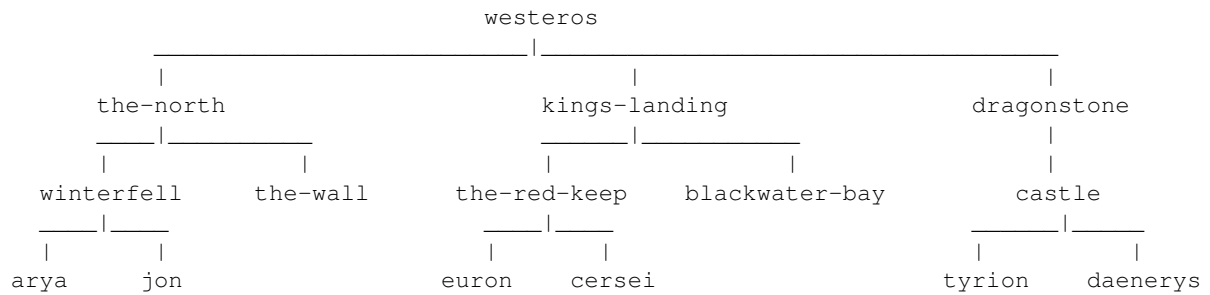 westeros
the-north kings-landing dragonstone
winterfell the-wall the-red-keep blackwater-bay castle
arya jon euron cersei tyrion daenerys